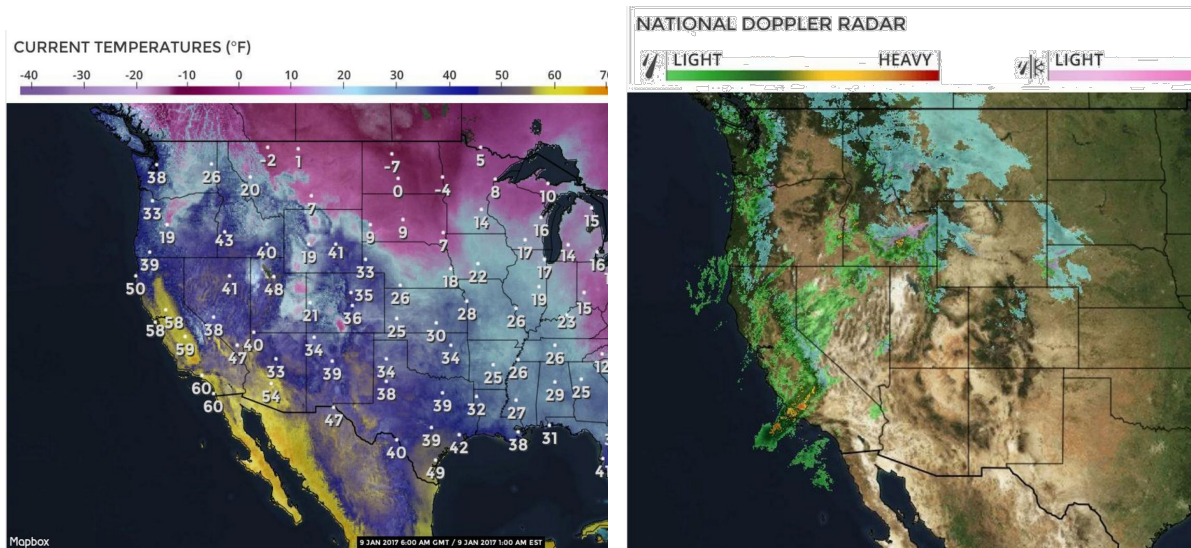 CURRENT TEMPERATURES (°F)
-40 -30 -20 -10 0 10 20 30 40 50 60 70
38 26 20 -2 1 -7 5
33 0 -4 8 10
19 7 14 16 15
43 9 9 7
39 40 19 41 17 14 16
50 41 48 33 18 22 17
35 26 19 15
58 58 38 21 36 28 26 23
59 25 30
47 40 34 34 26 12
33 39 34 26
60 54 38 25 29 25
60 39 32 27
47 39 31
40 42 38
49
Mapbox
9 JAN 2017 6:00 AM GMT / 9 JAN 2017 1:00 AM EST
NATIONAL DOPPLER RADAR
LIGHT HEAVY LIGHT